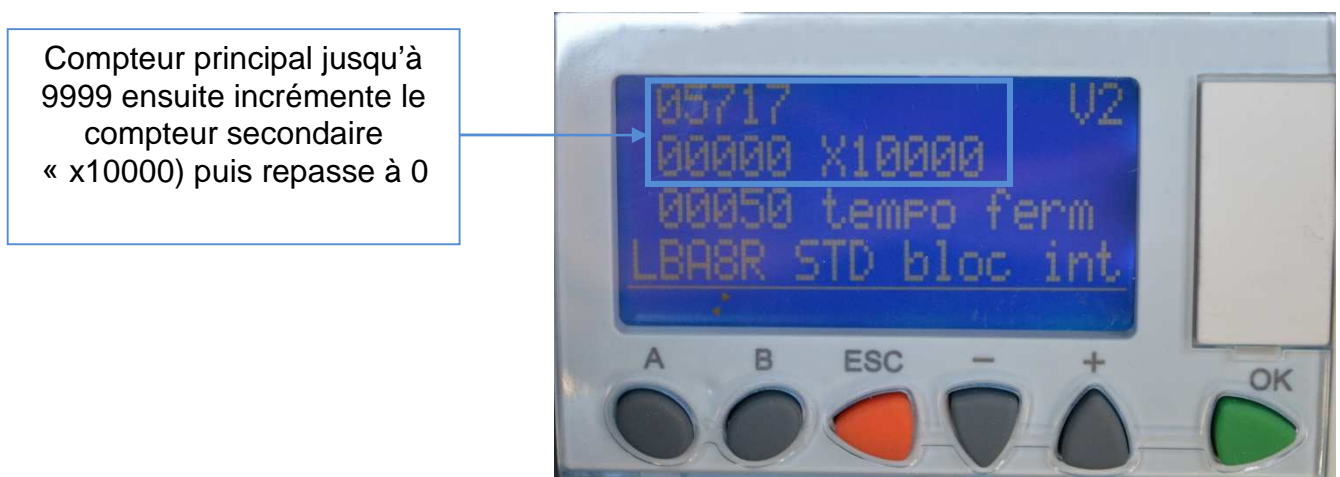 Compteur principal jusqu’à
9999 ensuite incrémente le
compteur secondaire
« x10000) puis repasse à 0
05717 V2
00000 X10000
00050 tempo ferm
LBA8R STD bloc int
A B ESC − + OK